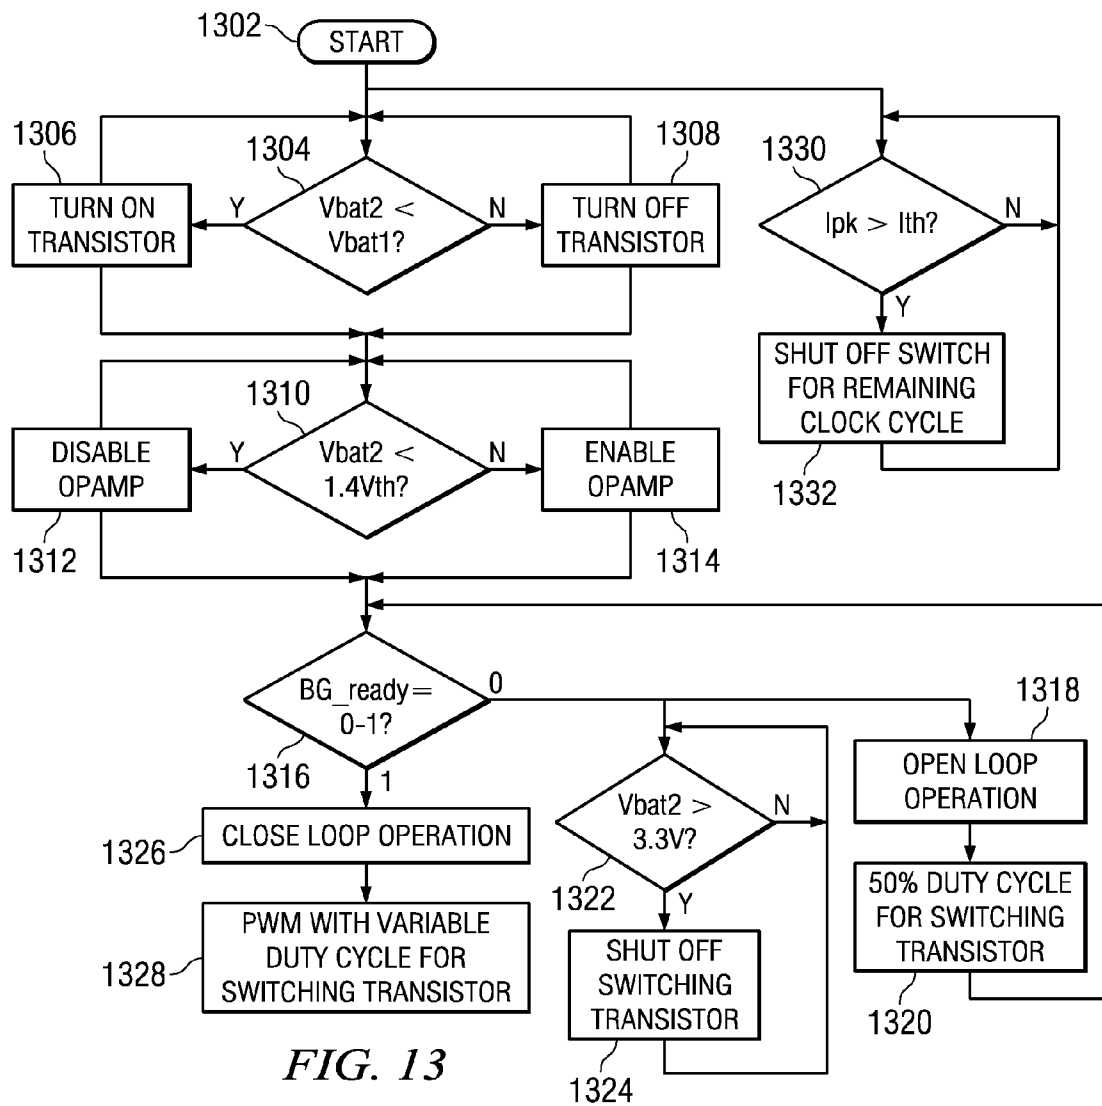 1302
START
1306
1304
1308
1330
TURN ON
TRANSISTOR
Y
Vbat2 <
Vbat1?
N
TURN OFF
TRANSISTOR
Ipk > Ith?
N
Y
SHUT OFF SWITCH
FOR REMAINING
CLOCK CYCLE
1332
1310
DISABLE
OPAMP
Y
Vbat2 <
1.4Vth?
N
ENABLE
OPAMP
1312
1314
BG_ready=
0-1?
0
1316
1
1318
OPEN LOOP
OPERATION
Vbat2 >
3.3V?
N
1322
Y
1326
CLOSE LOOP OPERATION
50% DUTY CYCLE
FOR SWITCHING
TRANSISTOR
1320
1328
PWM WITH VARIABLE
DUTY CYCLE FOR
SWITCHING TRANSISTOR
SHUT OFF
SWITCHING
TRANSISTOR
1324
FIG. 13